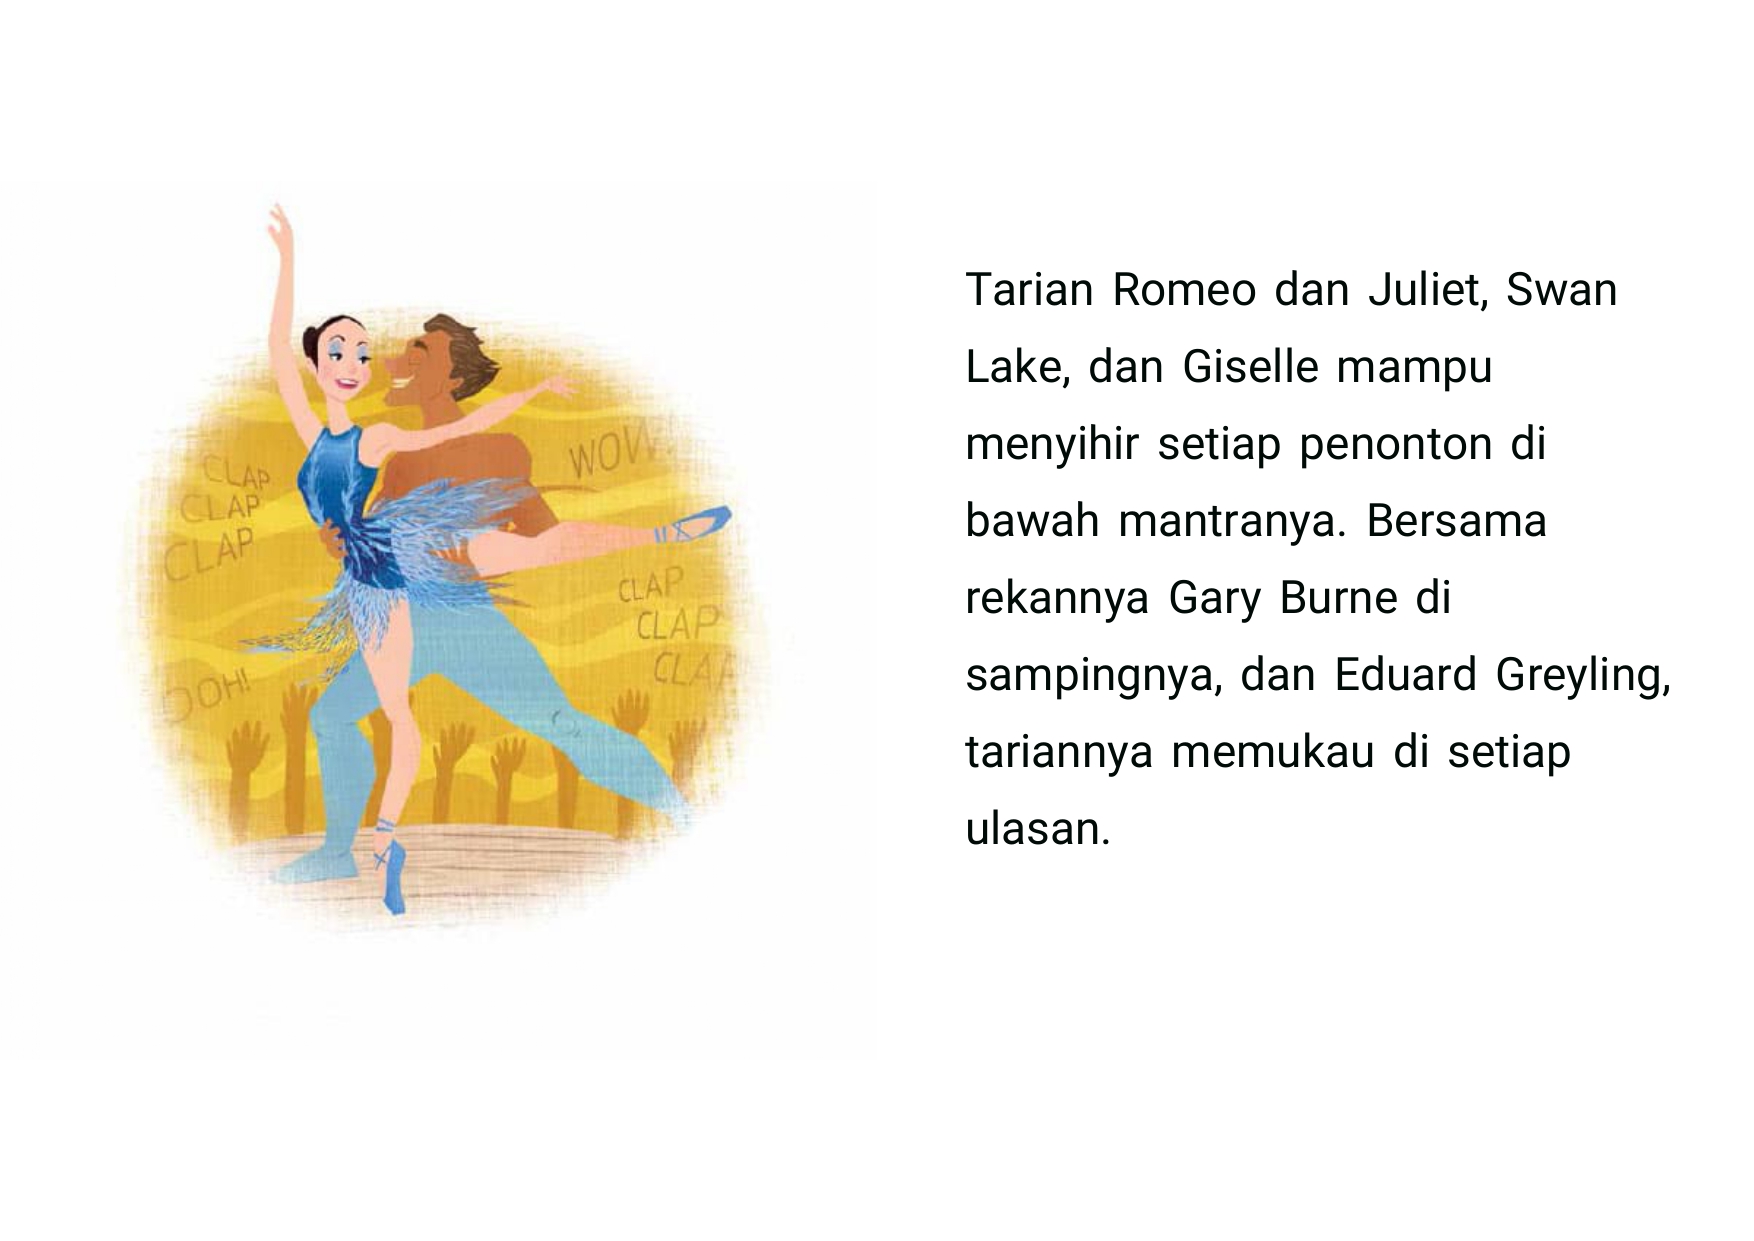 CLAP
CLAP
CLAP
WOW!
CLAP
CLAP
CLAP
OOH!
Tarian Romeo dan Juliet, Swan
Lake, dan Giselle mampu
menyihir setiap penonton di
bawah mantranya. Bersama
rekannya Gary Burne di
sampingnya, dan Eduard Greyling,
tariannya memukau di setiap
ulasan.